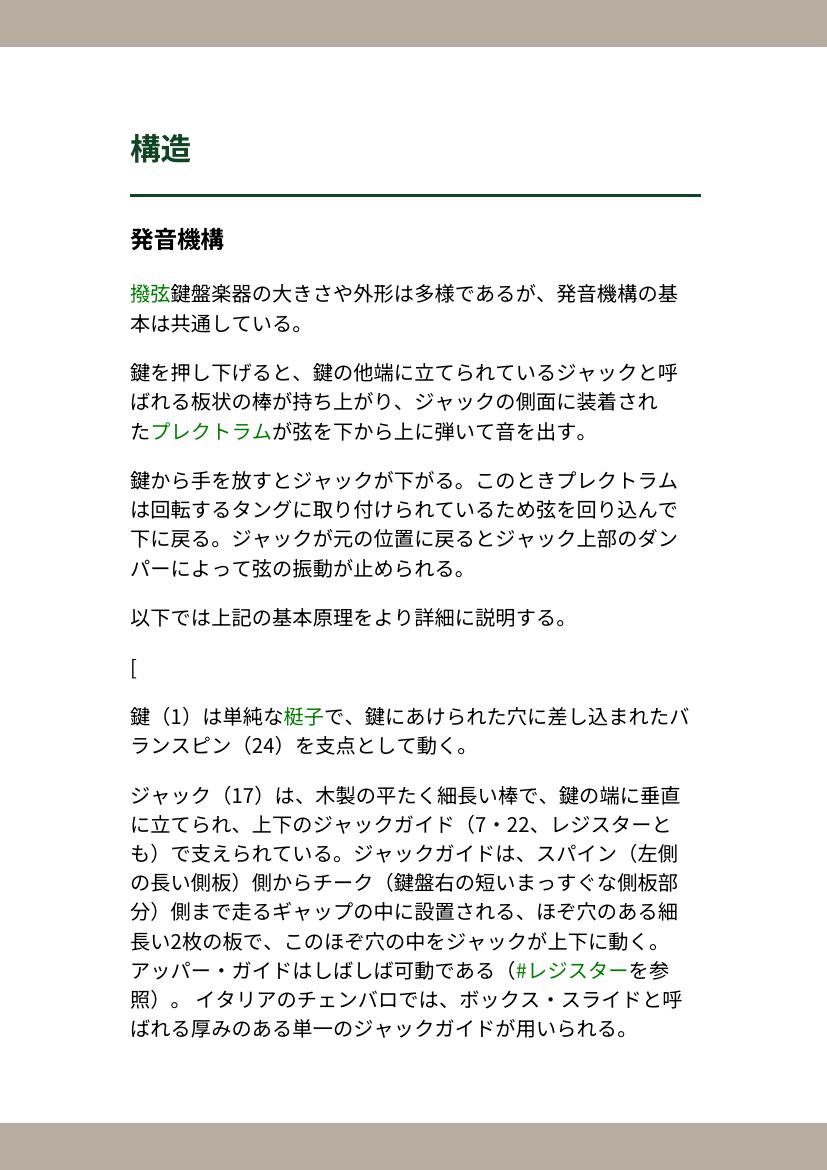 構造
発音機構
撥弦鍵盤楽器の大きさや外形は多様であるが、発音機構の基
本は共通している。
鍵を押し下げると、鍵の他端に立てられているジャックと呼
ばれる板状の棒が持ち上がり、ジャックの側面に装着され
たプレクトラムが弦を下から上に弾いて音を出す。
鍵から手を放すとジャックが下がる。このときプレクトラム
は回転するタングに取り付けられているため弦を回り込んで
下に戻る。ジャックが元の位置に戻るとジャック上部のダン
パーによって弦の振動が止められる。
以下では上記の基本原理をより詳細に説明する。
[
鍵（1）は単純な梃子で、鍵にあけられた穴に差し込まれたバ
ランスピン（24）を支点として動く。
ジャック（17）は、木製の平たく細長い棒で、鍵の端に垂直
に立てられ、上下のジャックガイド（7・22、レジスターと
も）で支えられている。ジャックガイドは、スパイン（左側
の長い側板）側からチーク（鍵盤右の短いまっすぐな側板部
分）側まで走るギャップの中に設置される、ほぞ穴のある細
長い2枚の板で、このほぞ穴の中をジャックが上下に動く。
アッパー・ガイドはしばしば可動である（#レジスターを参
照）。 イタリアのチェンバロでは、ボックス・スライドと呼
ばれる厚みのある単一のジャックガイドが用いられる。